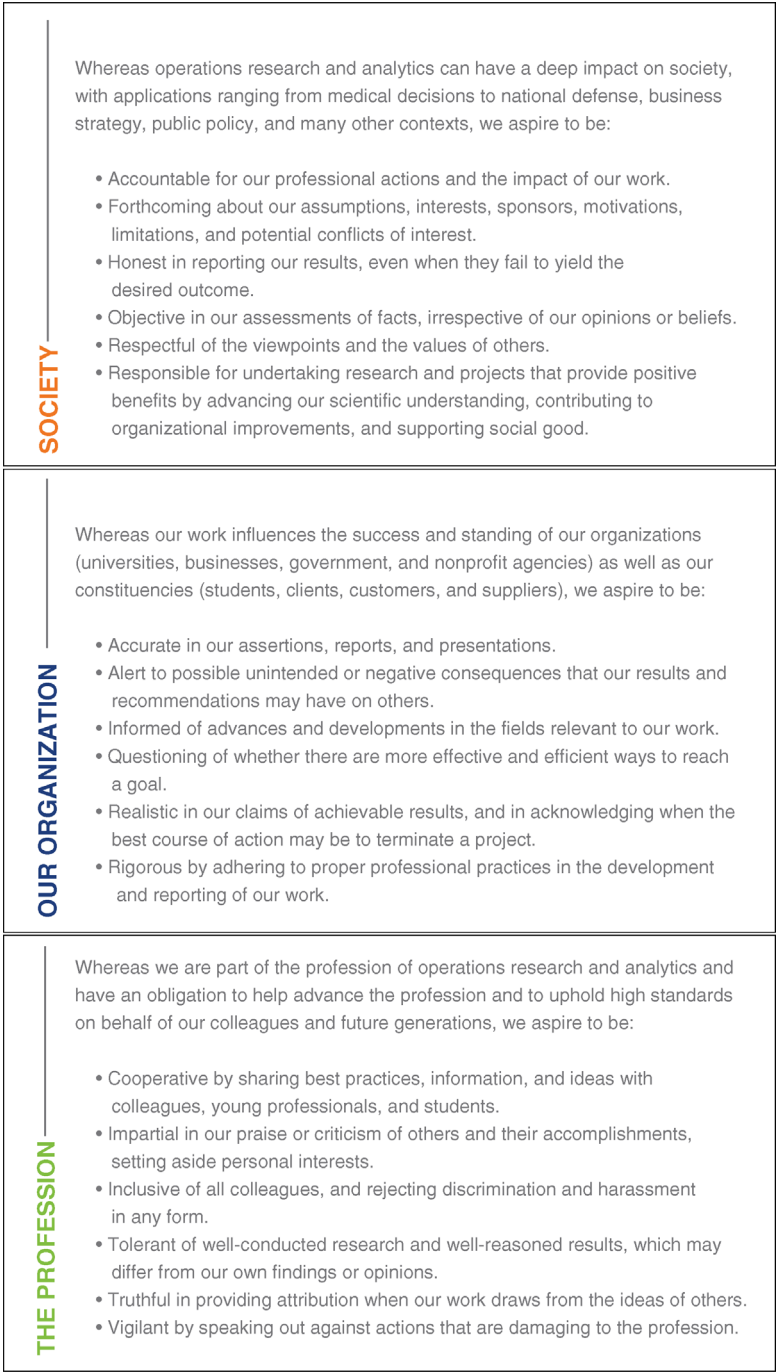 Whereas operations research and analytics can have a deep impact on society,
with applications ranging from medical decisions to national defense, business
strategy, public policy, and many other contexts, we aspire to be:
• Accountable for our professional actions and the impact of our work.
• Forthcoming about our assumptions, interests, sponsors, motivations,
limitations, and potential conflicts of interest.
• Honest in reporting our results, even when they fail to yield the
desired outcome.
• Objective in our assessments of facts, irrespective of our opinions or beliefs.
• Respectful of the viewpoints and the values of others.
• Responsible for undertaking research and projects that provide positive
benefits by advancing our scientific understanding, contributing to
organizational improvements, and supporting social good.
SOCIETY
Whereas our work influences the success and standing of our organizations
(universities, businesses, government, and nonprofit agencies) as well as our
constituencies (students, clients, customers, and suppliers), we aspire to be:
• Accurate in our assertions, reports, and presentations.
• Alert to possible unintended or negative consequences that our results and
recommendations may have on others.
• Informed of advances and developments in the fields relevant to our work.
• Questioning of whether there are more effective and efficient ways to reach
a goal.
• Realistic in our claims of achievable results, and in acknowledging when the
best course of action may be to terminate a project.
• Rigorous by adhering to proper professional practices in the development
and reporting of our work.
OUR ORGANIZATION
Whereas we are part of the profession of operations research and analytics and
have an obligation to help advance the profession and to uphold high standards
on behalf of our colleagues and future generations, we aspire to be:
• Cooperative by sharing best practices, information, and ideas with
colleagues, young professionals, and students.
• Impartial in our praise or criticism of others and their accomplishments,
setting aside personal interests.
• Inclusive of all colleagues, and rejecting discrimination and harassment
in any form.
• Tolerant of well-conducted research and well-reasoned results, which may
differ from our own findings or opinions.
• Truthful in providing attribution when our work draws from the ideas of others.
• Vigilant by speaking out against actions that are damaging to the profession.
THE PROFESSION